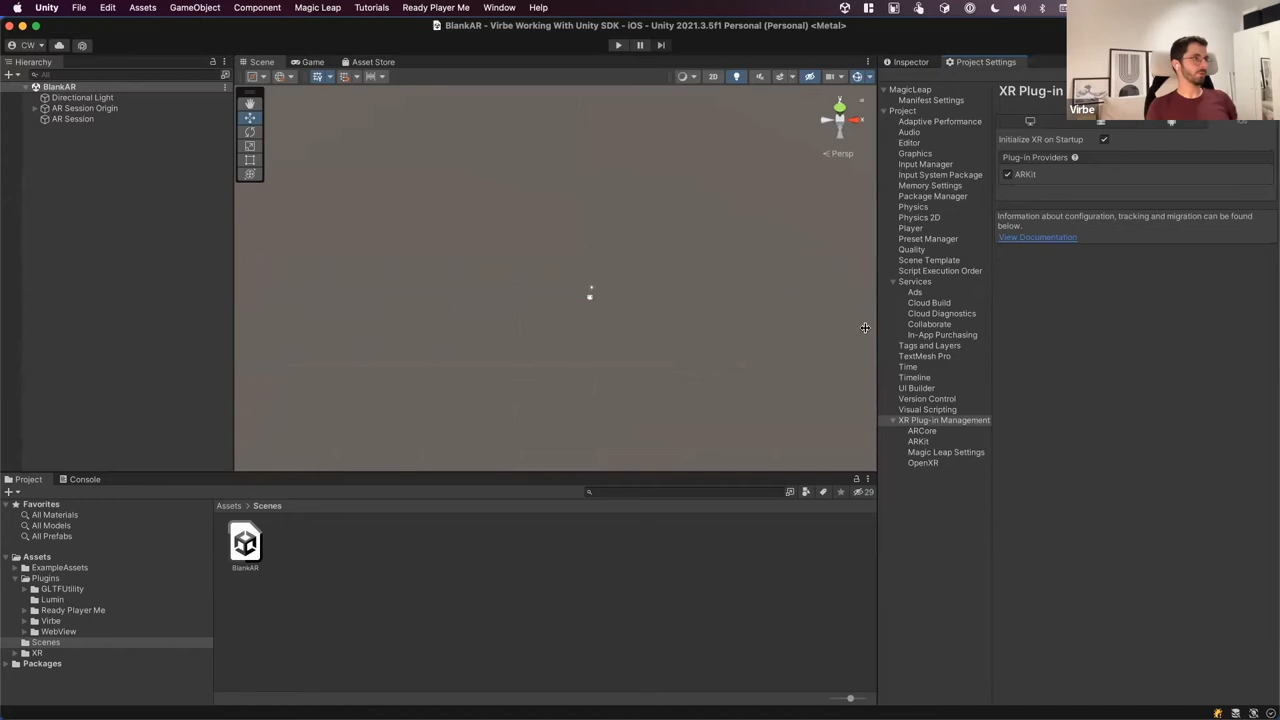 Unity File Edit Assets GameObject Component Magic Leap Tutorials Ready Player Me Window Help
BlankAR - Virbe Working With Unity SDK - iOS - Unity 2021.3.5f1 Personal (Personal) <Metal>
CW
Hierarchy
All
BlankAR
Directional Light
AR Session Origin
AR Session
Scene Game Asset Store
2D
Persp
Inspector Project Settings
MagicLeap
Manifest Settings
Project
Adaptive Performance
Audio
Editor
Graphics
Input Manager
Input System Package
Memory Settings
Package Manager
Physics
Physics 2D
Player
Preset Manager
Quality
Scene Template
Script Execution Order
Services
Ads
Cloud Build
Cloud Diagnostics
Collaborate
In-App Purchasing
Tags and Layers
TextMesh Pro
Time
Timeline
UI Builder
Version Control
Visual Scripting
XR Plug-in Management
ARCore
ARKit
Magic Leap Settings
OpenXR
XR Plug-in
Virbe
Initialize XR on Startup
Plug-in Providers
ARKit
Information about configuration, tracking and migration can be found
below.
View Documentation
Project Console
29
Favorites
All Materials
All Models
All Prefabs
Assets
ExampleAssets
Plugins
GLTFUtility
Lumin
Ready Player Me
Virbe
WebView
Scenes
XR
Packages
Assets > Scenes
BlankAR